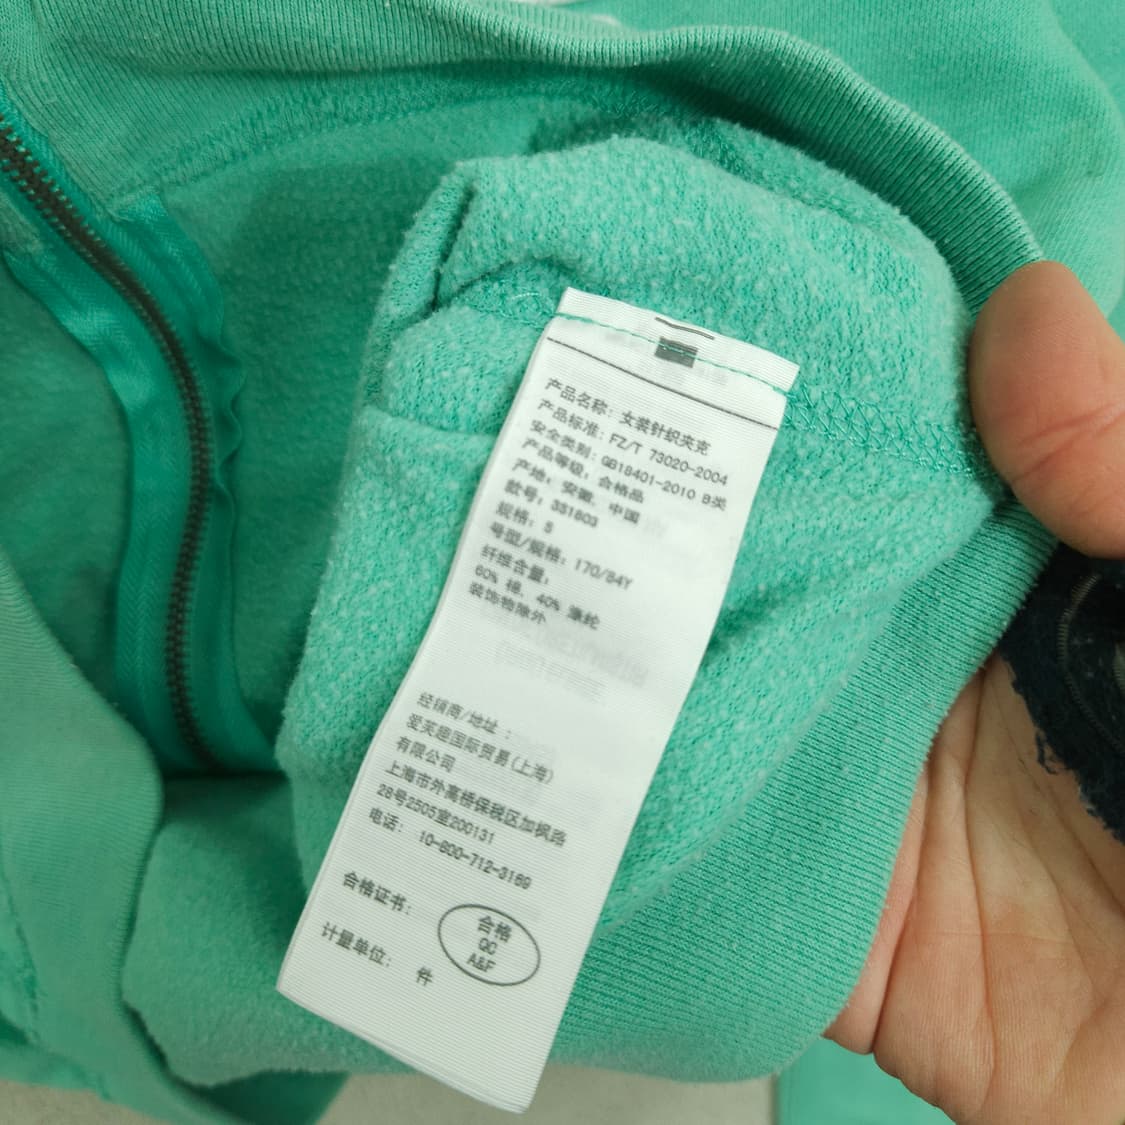 产品名称: 女装针织夹克
产品标准: FZ/T 73020-2004
安全类别: GB18401-2010 B类
产品等级: 合格品
产地: 安徽, 中国
款号: 331803
规格: S
号型/规格: 170/84Y
纤维含量:
60% 棉, 40% 涤纶
装饰物除外
经销商/地址 :
爱芙趣国际贸易(上海)
有限公司
上海市外高桥保税区加枫路
28号2505室200131
电话: 10-800-712-3169
合格证书:
合格
QC
A&F
计量单位: 件